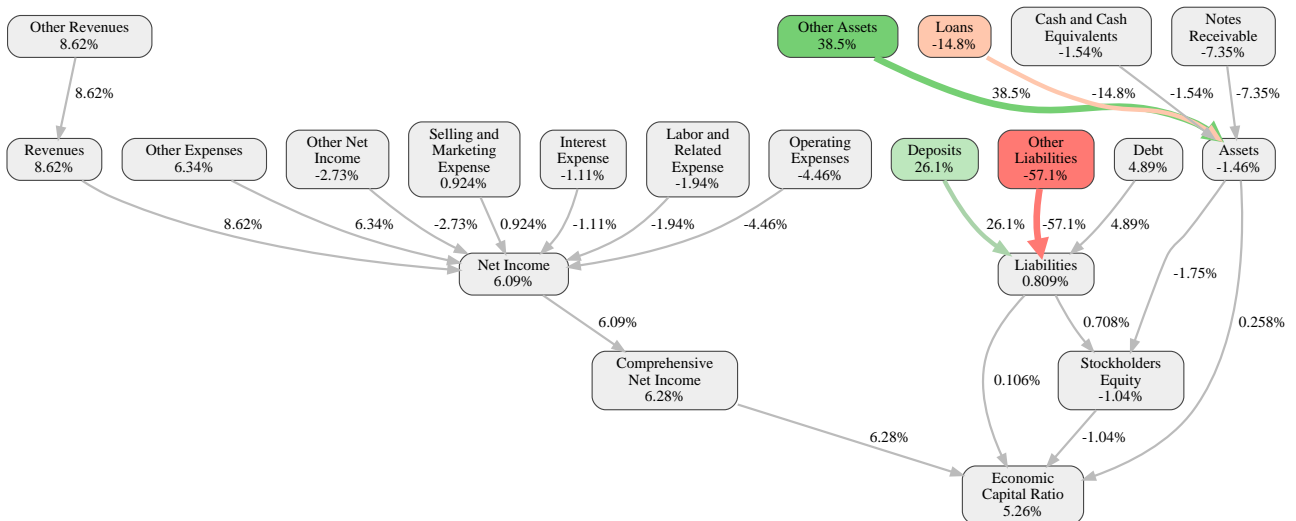 Other Revenues
8.62%
Other Assets
38.5%
Loans
-14.8%
Cash and Cash
Equivalents
-1.54%
Notes
Receivable
-7.35%
8.62%
38.5%
-14.8%
-1.54%
-7.35%
Revenues
8.62%
Other Expenses
6.34%
Other Net
Income
-2.73%
Selling and
Marketing
Expense
0.924%
Interest
Expense
-1.11%
Labor and
Related
Expense
-1.94%
Operating
Expenses
-4.46%
Deposits
26.1%
Other
Liabilities
-57.1%
Debt
4.89%
Assets
-1.46%
8.62%
6.34%
-2.73%
0.924%
-1.11%
-1.94%
-4.46%
26.1%
-57.1%
4.89%
Net Income
6.09%
Liabilities
0.809%
-1.75%
6.09%
0.708%
0.258%
Comprehensive
Net Income
6.28%
0.106%
Stockholders
Equity
-1.04%
6.28%
-1.04%
Economic
Capital Ratio
5.26%